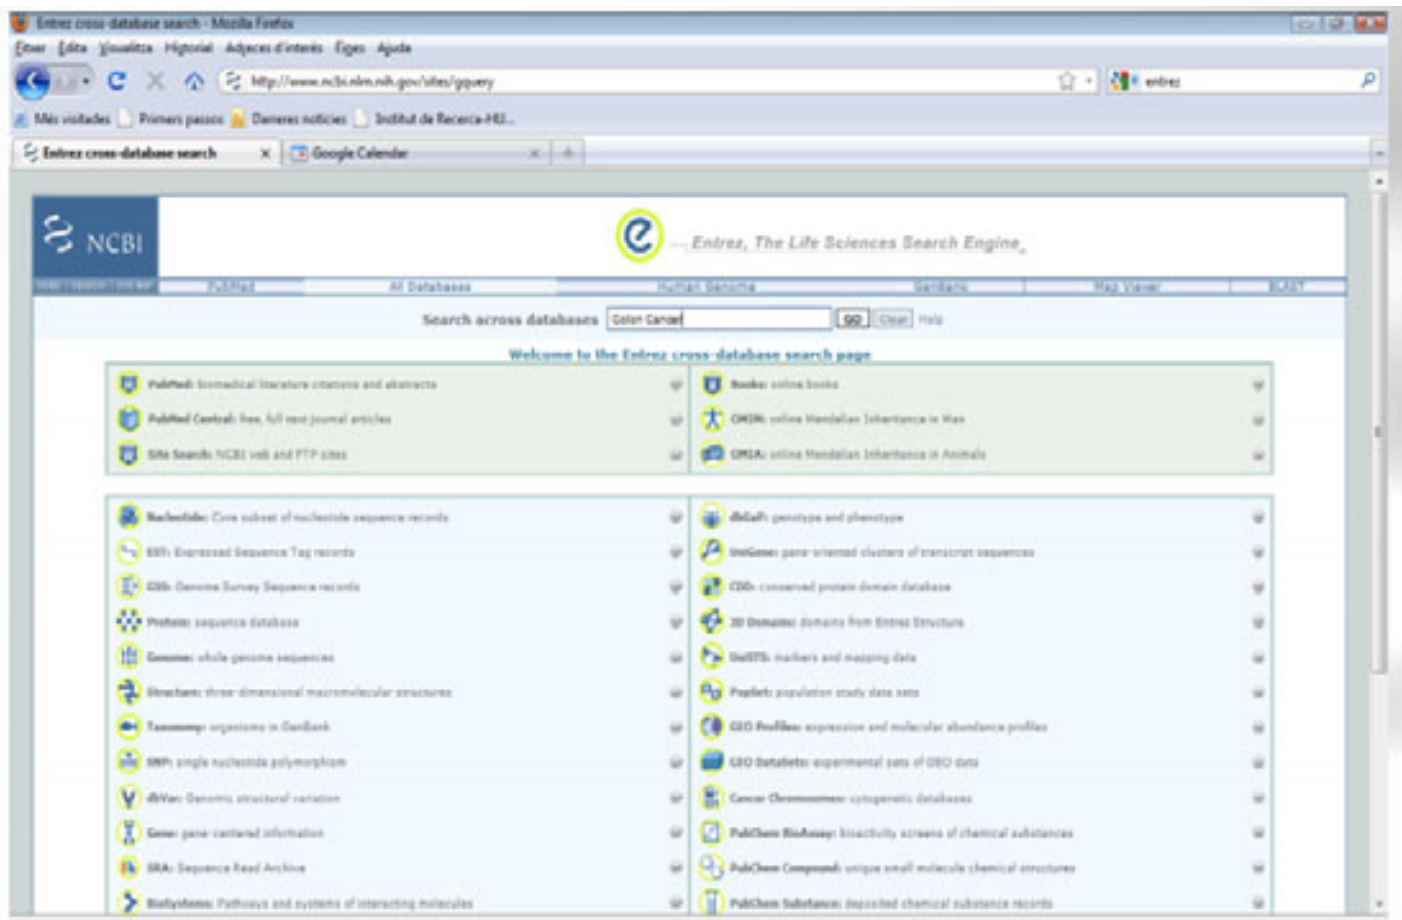 Entrez cross-database search - Mozilla Firefox
Fitxer Edita Visualitza Historial Adreces d'interès Eines Ajuda
http://www.ncbi.nlm.nih.gov/sites/gquery
entrez
Més visitades Primers passos Darreres notícies Institut de Recerca-HU...
Entrez cross-database search
Google Calendar
NCBI
Entrez, The Life Sciences Search Engine
PubMed All Databases Human Genome GenBank Map Viewer BLAST
Search across databases Colon Cancer GO Clear Help
Welcome to the Entrez cross-database search page
PubMed: biomedical literature citations and abstracts
Books: online books
PubMed Central: free, full text journal articles
OMIM: online Mendelian Inheritance in Man
Site Search: NCBI web and FTP sites
OMIA: online Mendelian Inheritance in Animals
Nucleotide: Core subset of nucleotide sequence records
dbGaP: genotype and phenotype
EST: Expressed Sequence Tag records
UniGene: gene-oriented clusters of transcript sequences
GSS: Genome Survey Sequence records
CDD: conserved protein domain database
Protein: sequence database
3D Domains: domains from Entrez Structure
Genome: whole genome sequences
UniSTS: markers and mapping data
Structure: three-dimensional macromolecular structures
PopSet: population study data sets
Taxonomy: organisms in GenBank
GEO Profiles: expression and molecular abundance profiles
SNP: single nucleotide polymorphism
GEO DataSets: experimental sets of GEO data
dbVar: Genomic structural variation
Cancer Chromosomes: cytogenetic databases
Gene: gene-centered information
PubChem BioAssay: bioactivity screens of chemical substances
SRA: Sequence Read Archive
PubChem Compound: unique small molecule chemical structures
BioSystems: Pathways and systems of interacting molecules
PubChem Substance: deposited chemical substance records